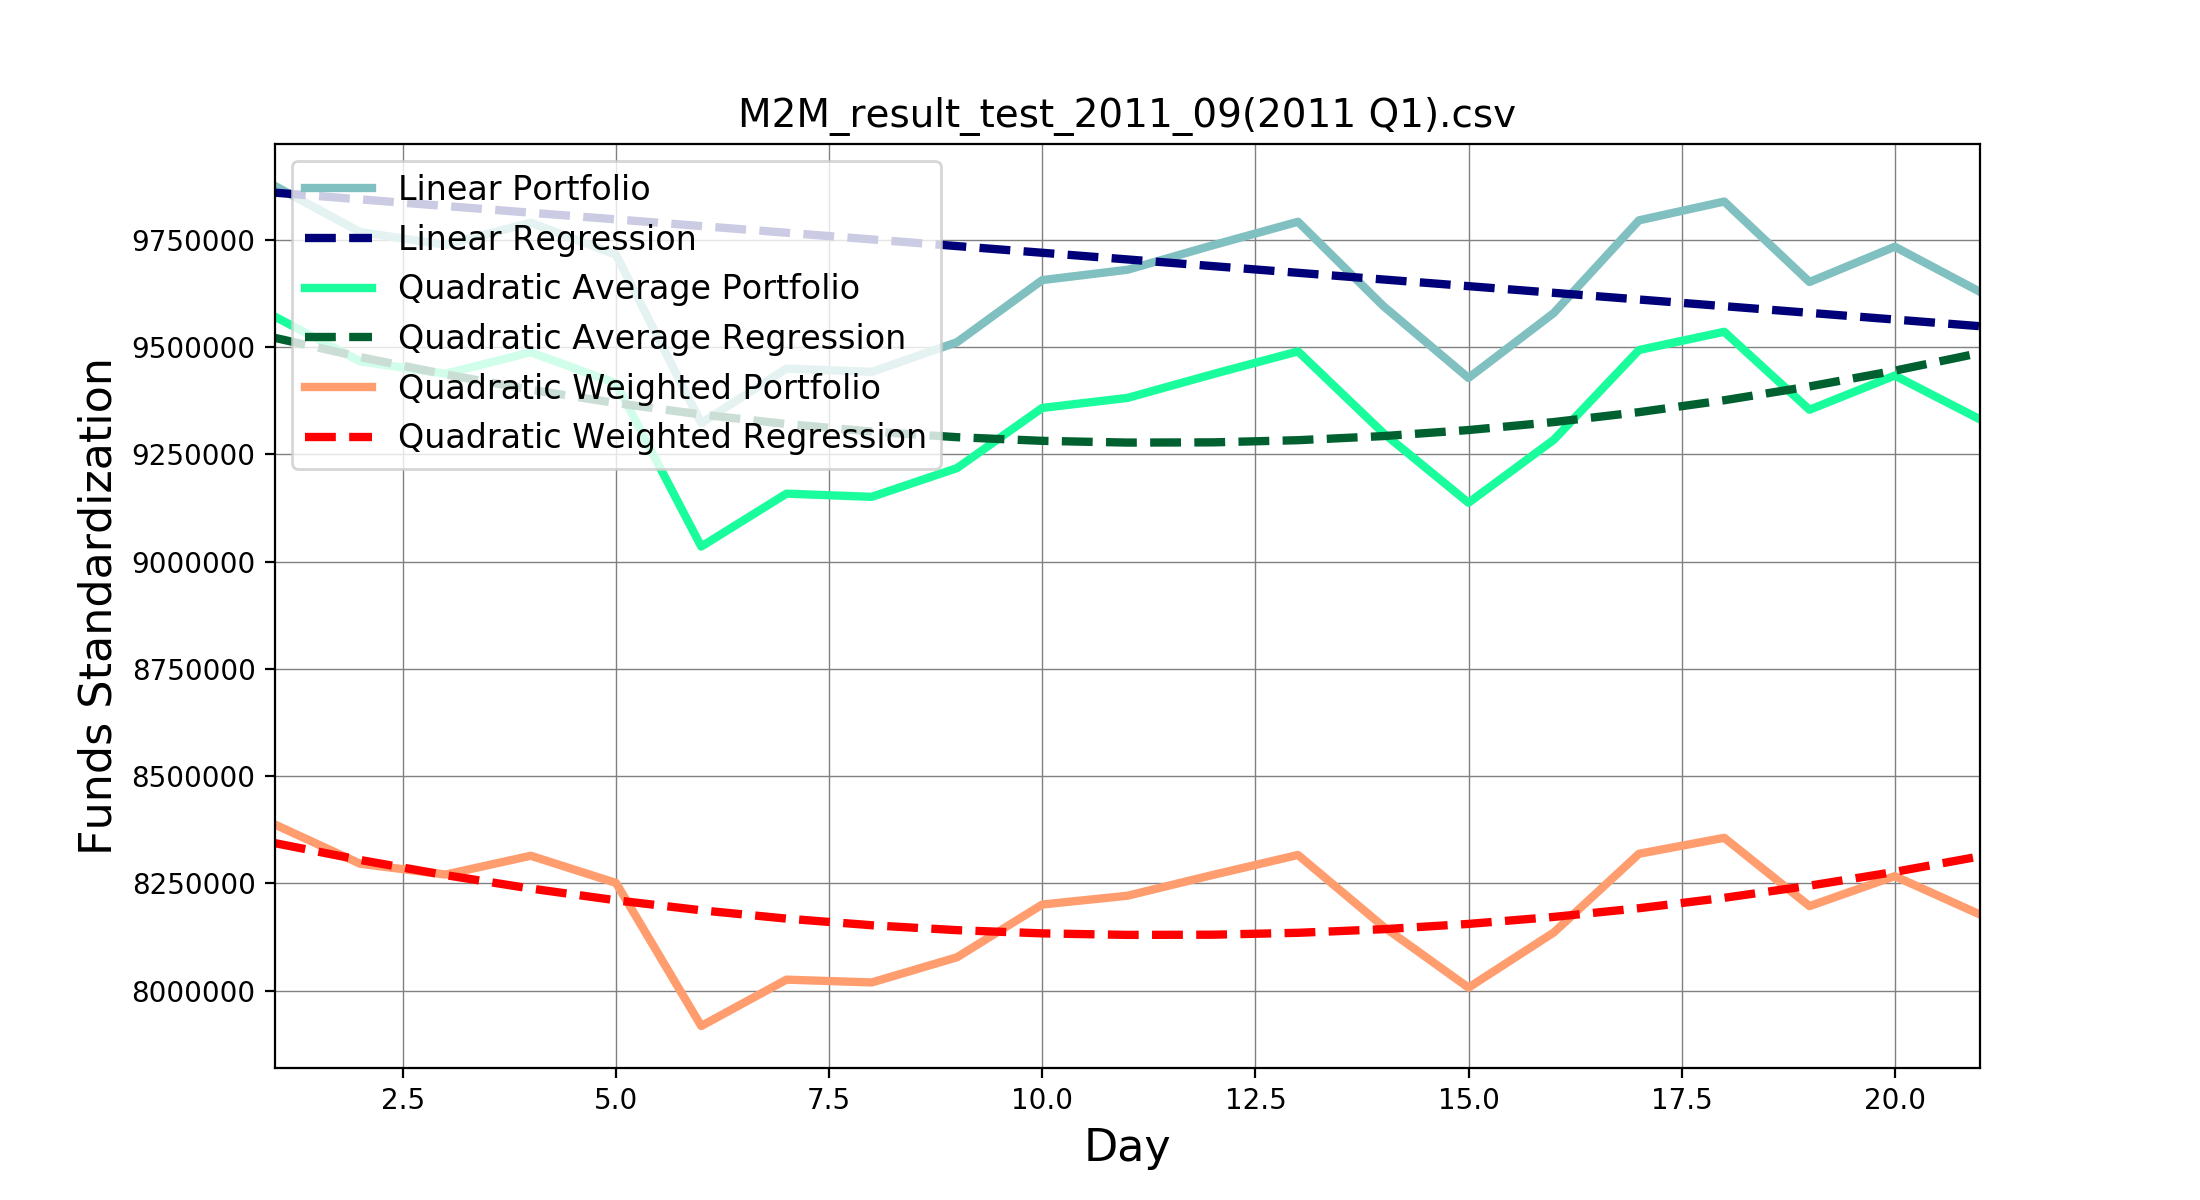 M2M_result_test_2011_09(2011 Q1).csv
Linear Portfolio
Linear Regression
Quadratic Average Portfolio
Quadratic Average Regression
Quadratic Weighted Portfolio
Quadratic Weighted Regression
Funds Standardization
9750000
9500000
9250000
9000000
8750000
8500000
8250000
8000000
2.5 5.0 7.5 10.0 12.5 15.0 17.5 20.0
Day